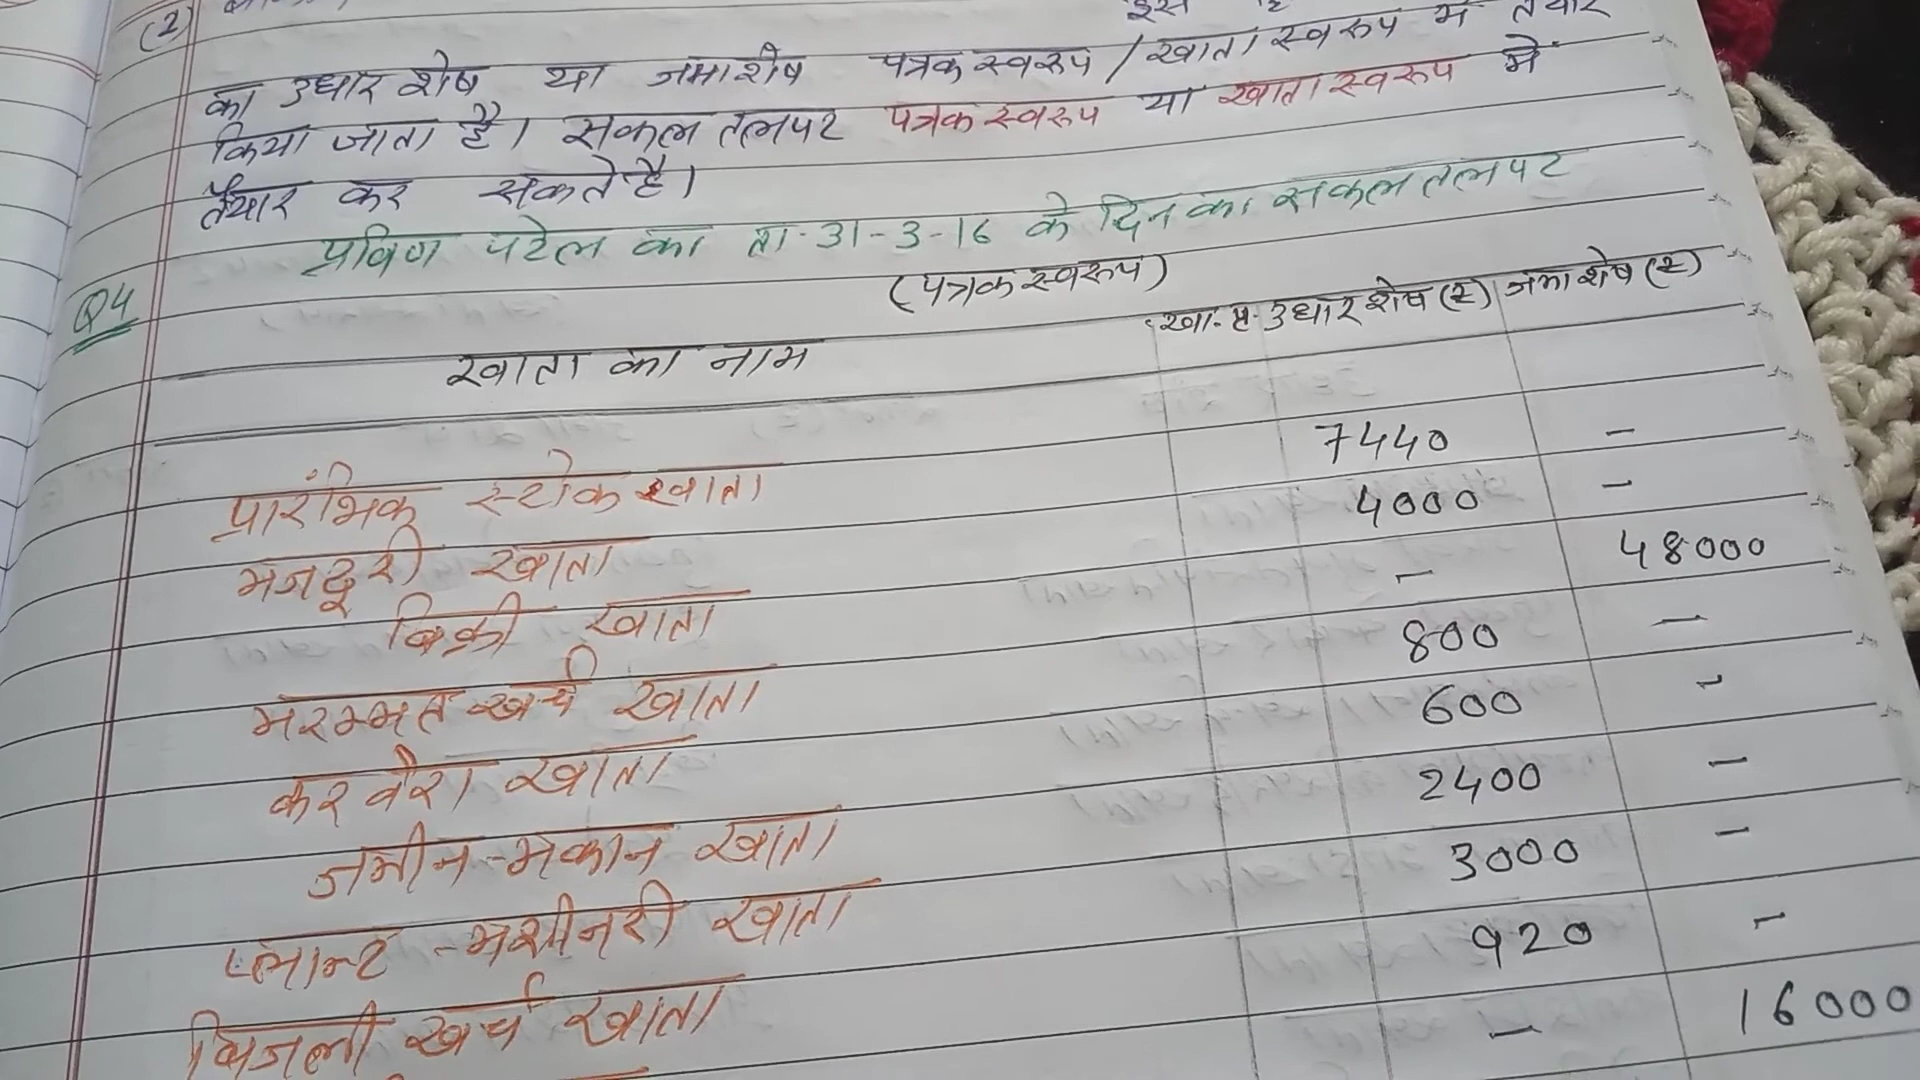 (2)
इस
का उधार शेष या जमाशेष पत्रक स्वरूप / खाता स्वरूप में तैयार
किया जाता है। सकल तलपट पत्रक स्वरूप या खाता स्वरूप मे
तैयार कर सकते है।
प्रविण पटेल का ता-31-3-16 के दिन का सकल तलपट
Q4 (पत्रक स्वरूप)
खाता का नाम खा. पृ. उधार शेष (₹) जमा शेष (₹)
प्रारंभिक स्टोक खाता 7440 -
मजदूरी खाता 4000 -
बिक्री खाता - 48000
मरम्मत खर्च खाता 800 -
कर वेरा खाता 600 -
जमीन-मकान खाता 2400 -
प्लान्ट -मशीनरी खाता 3000 -
बिजली खर्च खाता 920 -
- 16000